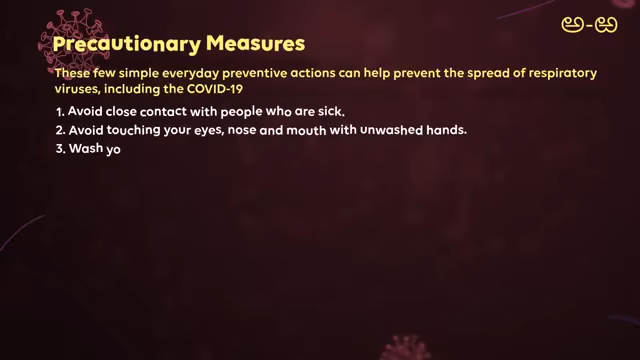 ಅ-ಖ
Precautionary Measures
These few simple everyday preventive actions can help prevent the spread of respiratory
viruses, including the COVID-19
1. Avoid close contact with people who are sick.
2. Avoid touching your eyes, nose and mouth with unwashed hands.
3. Wash yo